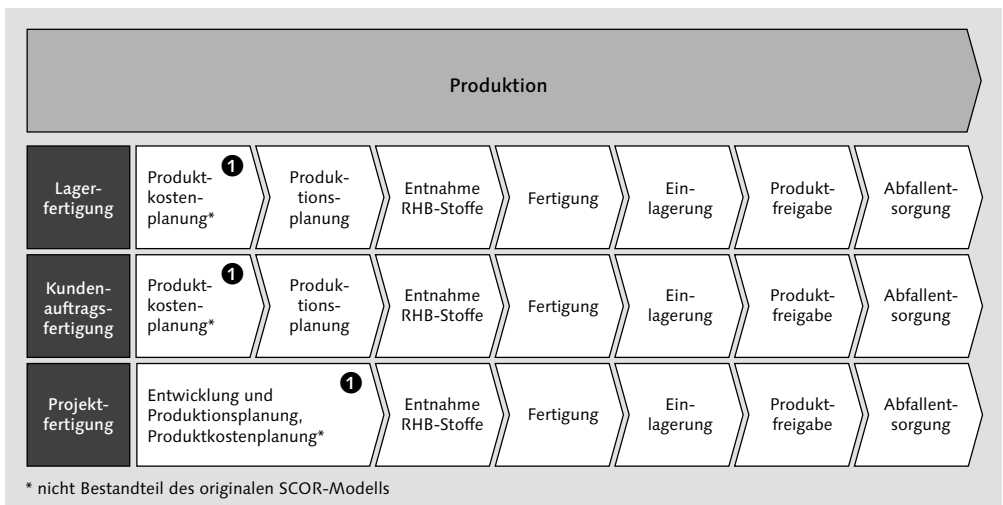 Produktion
Lager-
fertigung
Produkt-
kosten-
planung*
❶
Produk-
tions-
planung
Entnahme
RHB-Stoffe
Fertigung
Ein-
lagerung
Produkt-
freigabe
Abfallent-
sorgung
Kunden-
auftrags-
fertigung
Produkt-
kosten-
planung*
❶
Produk-
tions-
planung
Entnahme
RHB-Stoffe
Fertigung
Ein-
lagerung
Produkt-
freigabe
Abfallent-
sorgung
Projekt-
fertigung
Entwicklung und
Produktionsplanung,
Produktkostenplanung*
❶
Entnahme
RHB-Stoffe
Fertigung
Ein-
lagerung
Produkt-
freigabe
Abfallent-
sorgung
* nicht Bestandteil des originalen SCOR-Modells